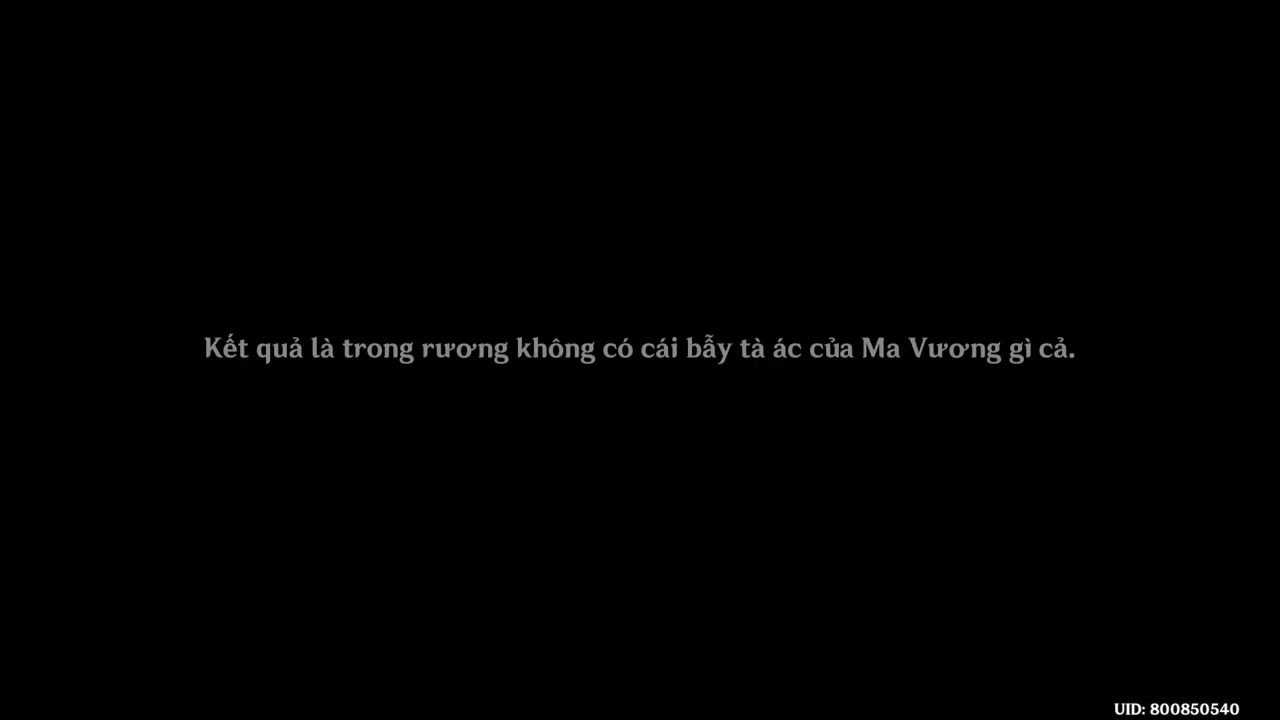 Kết quả là trong rương không có cái bẫy tà ác của Ma Vương gì cả.
UID: 800850540